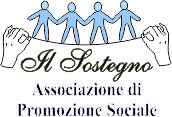 Il Sostegno
Associazione di
Promozione Sociale